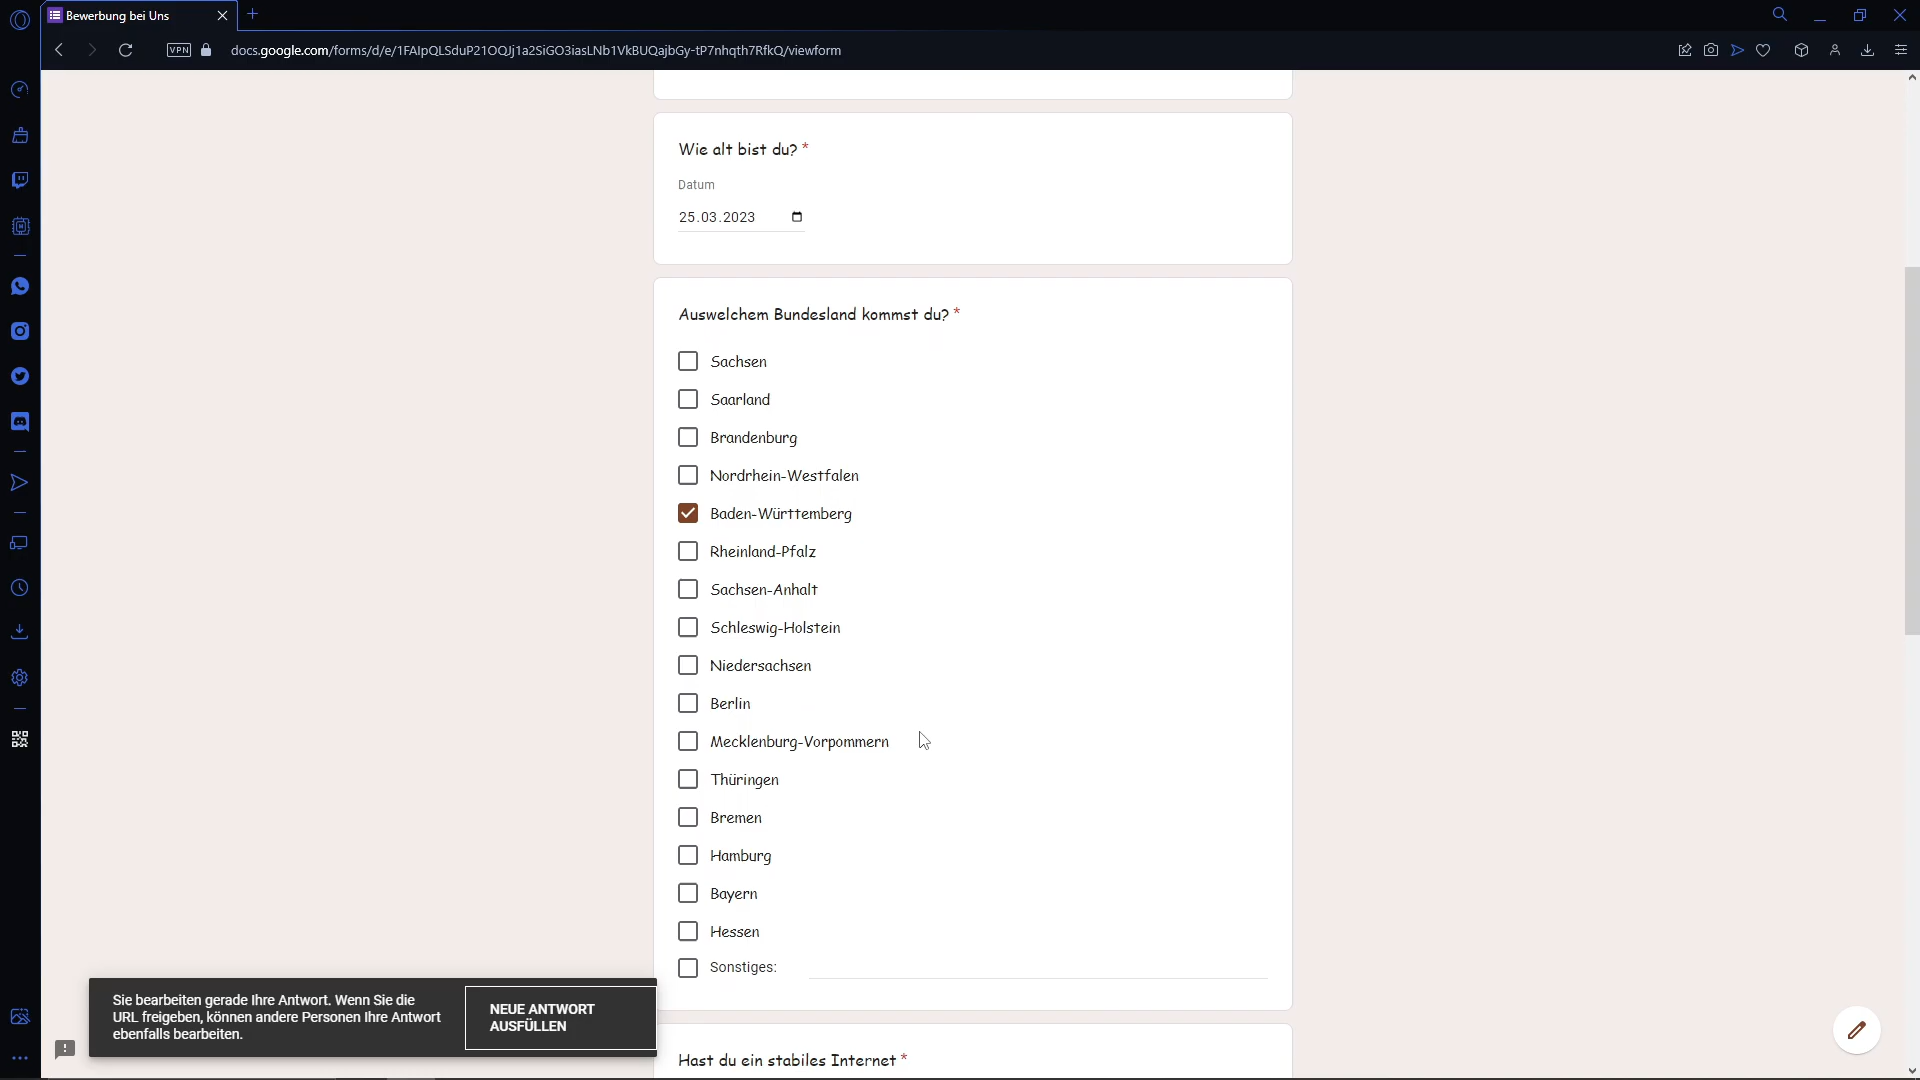 Bewerbung bei Uns
VPN
docs.google.com/forms/d/e/1FAIpQLSduP21OQJj1a2SiGO3iasLNb1VkBUQajbGy-tP7nhqth7RfkQ/viewform
Wie alt bist du? *
Datum
25.03.2023
Auswelchem Bundesland kommst du? *
Sachsen
Saarland
Brandenburg
Nordrhein-Westfalen
Baden-Württemberg
Rheinland-Pfalz
Sachsen-Anhalt
Schleswig-Holstein
Niedersachsen
Berlin
Mecklenburg-Vorpommern
Thüringen
Bremen
Hamburg
Bayern
Hessen
Sonstiges:
Sie bearbeiten gerade Ihre Antwort. Wenn Sie die
URL freigeben, können andere Personen Ihre Antwort
ebenfalls bearbeiten.
NEUE ANTWORT
AUSFÜLLEN
Hast du ein stabiles Internet *